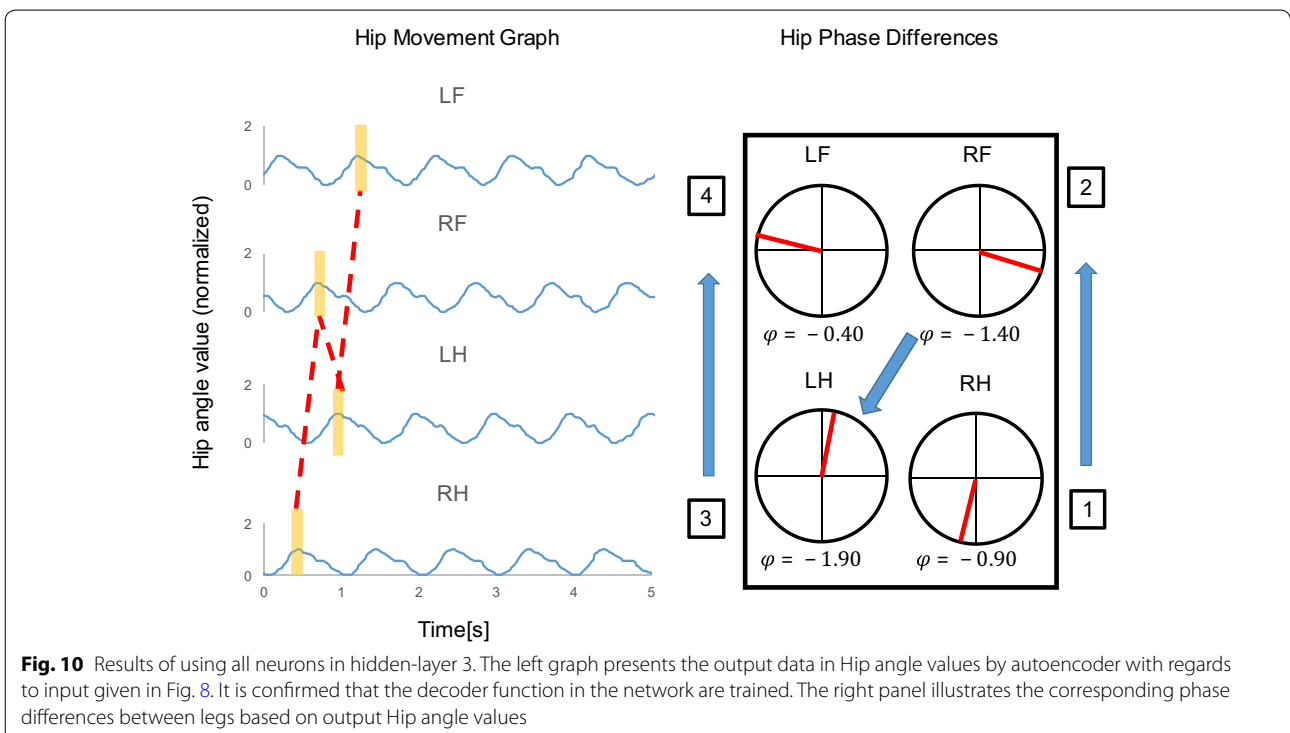 Hip Movement Graph
Hip Phase Differences
Hip angle value (normalized)
LF
2
0
RF
2
0
LH
2
0
RH
2
0
0 1 2 3 4 5
Time[s]
LF RF
4
2
φ = − 0.40 φ = − 1.40
LH RH
3
1
φ = − 1.90 φ = − 0.90
Fig. 10 Results of using all neurons in hidden-layer 3. The left graph presents the output data in Hip angle values by autoencoder with regards
to input given in Fig. 8. It is confirmed that the decoder function in the network are trained. The right panel illustrates the corresponding phase
differences between legs based on output Hip angle values